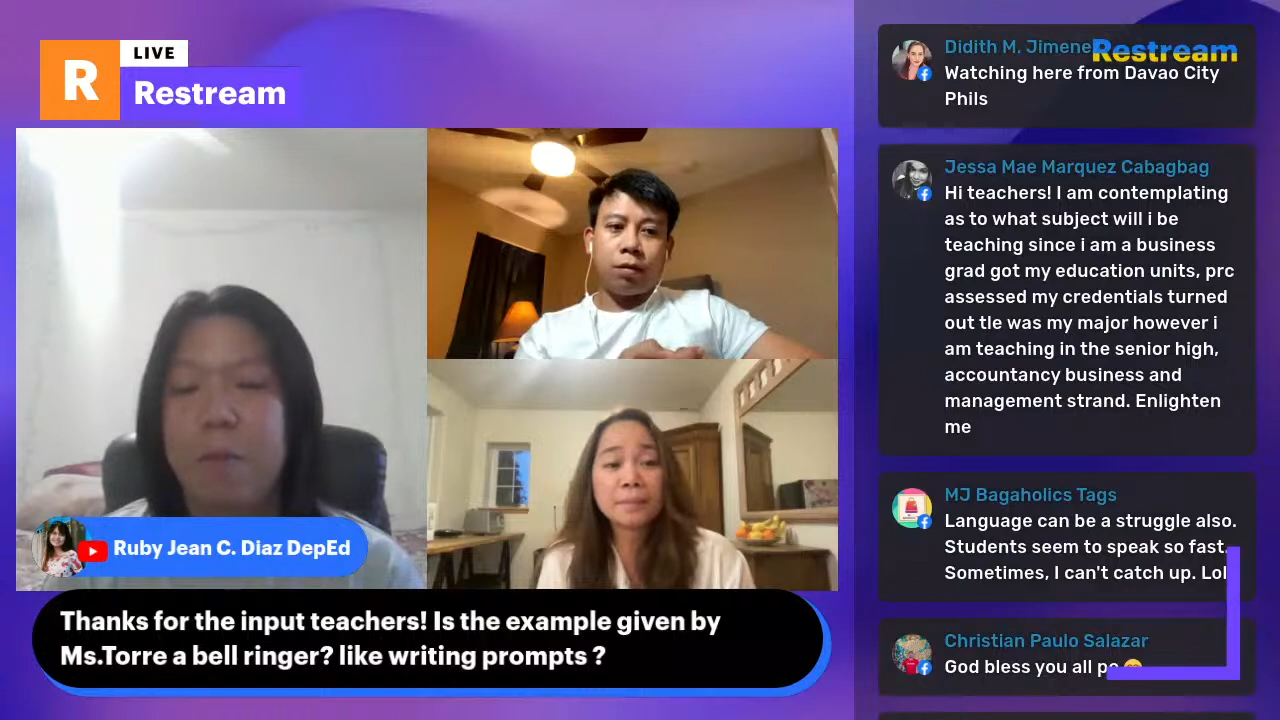 R
LIVE
Restream
Ruby Jean C. Diaz DepEd
Thanks for the input teachers! Is the example given by
Ms.Torre a bell ringer? like writing prompts ?
Didith M. Jimene
Restream
Watching here from Davao City
Phils
Jessa Mae Marquez Cabagbag
Hi teachers! I am contemplating
as to what subject will i be
teaching since i am a business
grad got my education units, prc
assessed my credentials turned
out tle was my major however i
am teaching in the senior high,
accountancy business and
management strand. Enlighten
me
MJ Bagaholics Tags
Language can be a struggle also.
Students seem to speak so fast.
Sometimes, I can't catch up. Lol
Christian Paulo Salazar
God bless you all po 😊